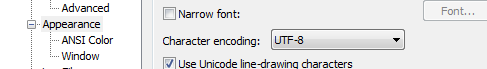 Advanced
Appearance
ANSI Color
Window
Narrow font:
Font...
Character encoding: UTF-8
Use Unicode line-drawing characters